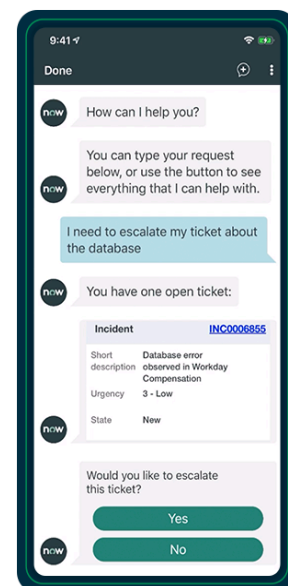 9:41
Done
now
How can I help you?
You can type your request
below, or use the button to see
everything that I can help with.
now
I need to escalate my ticket about
the database
now
You have one open ticket:
Incident INC0006855
Short description Database error observed in Workday Compensation
Urgency 3 - Low
State New
now
Would you like to escalate
this ticket?
Yes
No
now